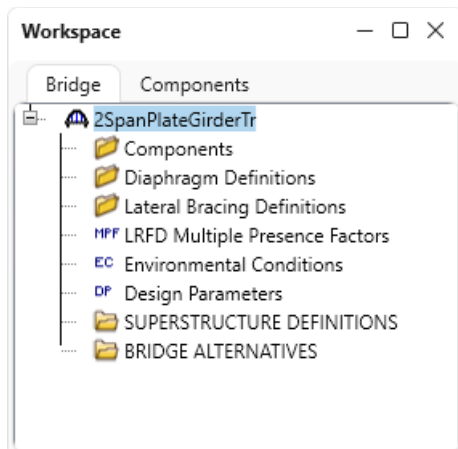 Workspace
Bridge Components
2SpanPlateGirderTr
Components
Diaphragm Definitions
Lateral Bracing Definitions
MPF LRFD Multiple Presence Factors
EC Environmental Conditions
DP Design Parameters
SUPERSTRUCTURE DEFINITIONS
BRIDGE ALTERNATIVES